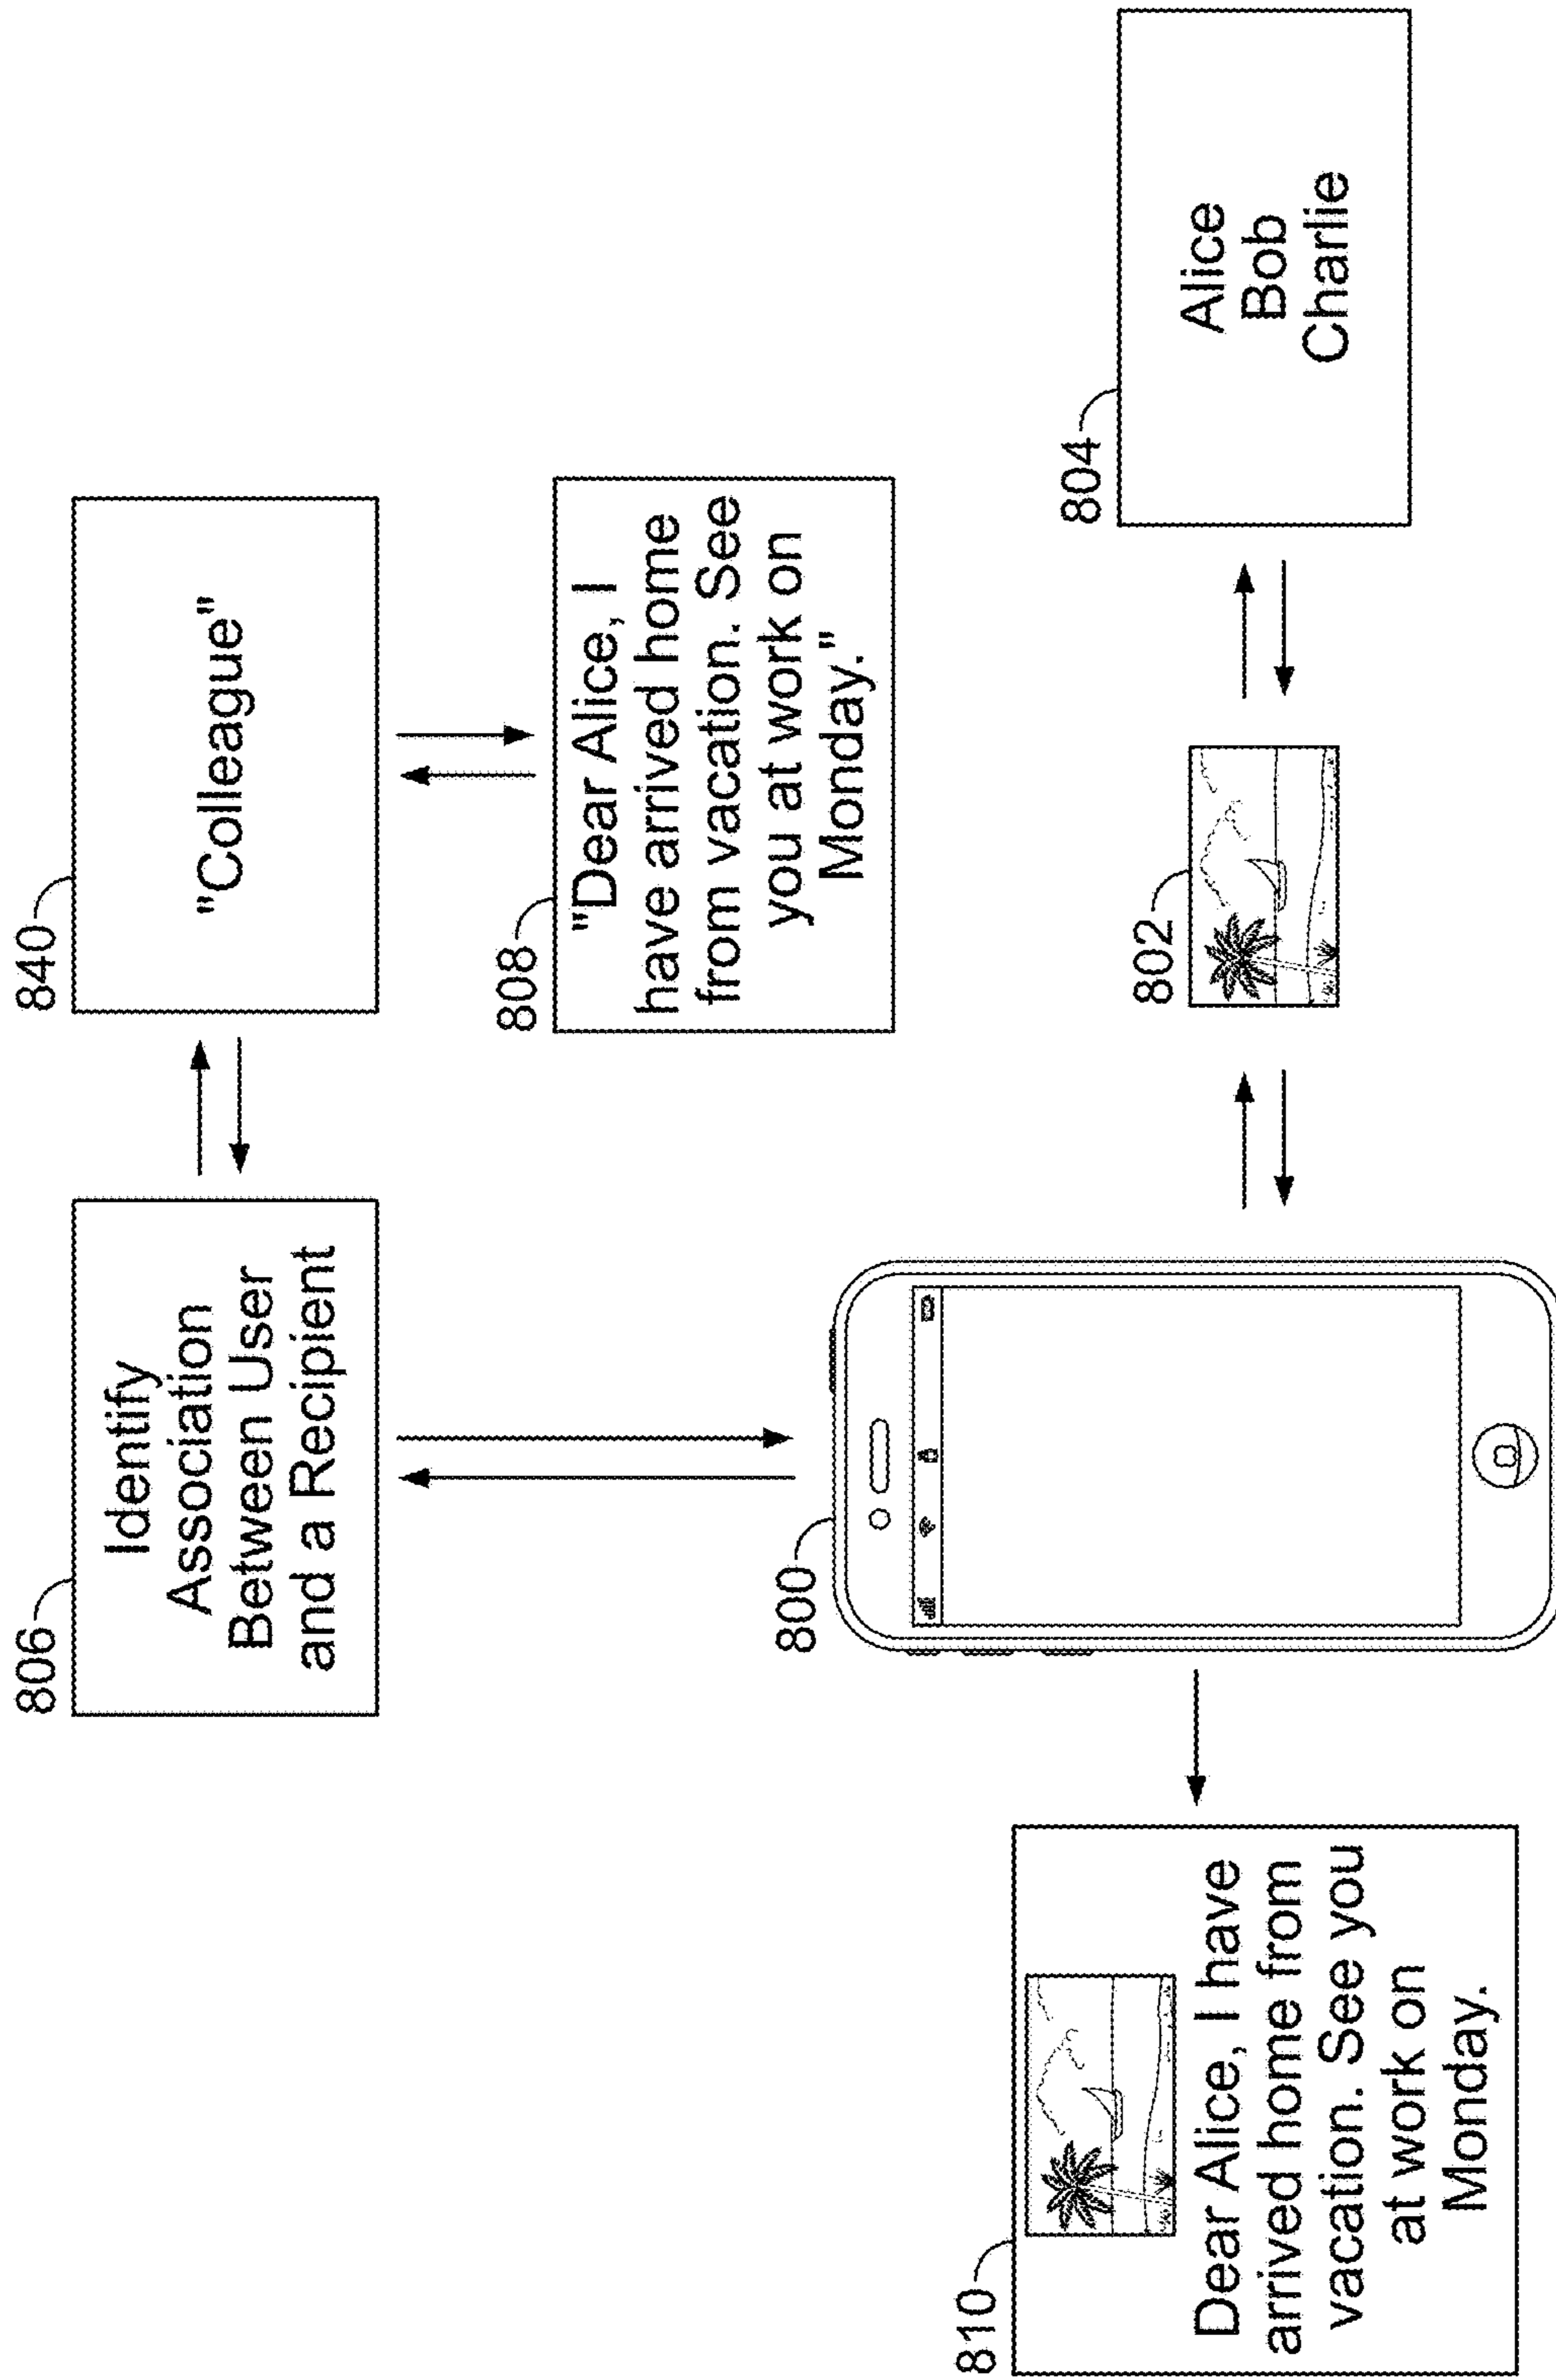 806
Identify
Association
Between User
and a Recipient
840
"Colleague"
808
"Dear Alice, I
have arrived home
from vacation. See
you at work on
Monday."
810
Dear Alice, I have
arrived home from
vacation. See you
at work on
Monday.
800
802
804
Alice
Bob
Charlie